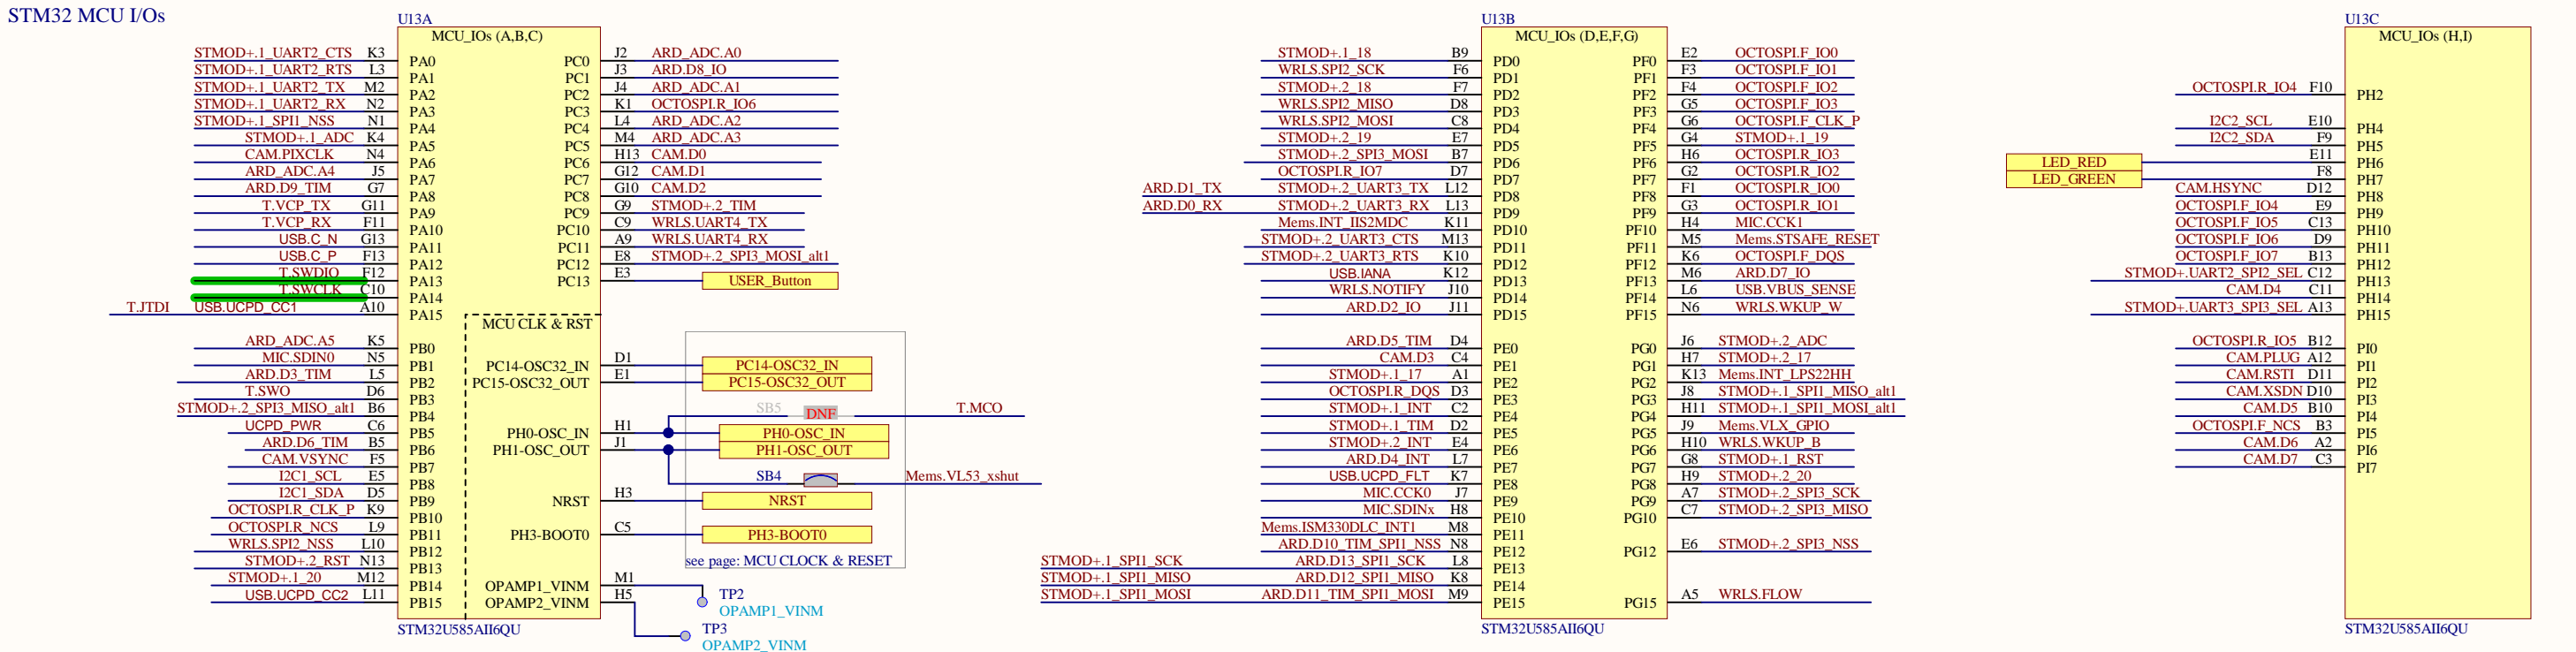 STM32 MCU I/Os
U13A
MCU_IOs (A,B,C)
STMOD+.1_UART2_CTS K3 PA0
STMOD+.1_UART2_RTS L3 PA1
STMOD+.1_UART2_TX M2 PA2
STMOD+.1_UART2_RX N2 PA3
STMOD+.1_SPI1_NSS N1 PA4
STMOD+.1_ADC K4 PA5
CAM.PIXCLK N4 PA6
ARD_ADC.A4 J5 PA7
ARD.D9_TIM G7 PA8
T.VCP_TX G11 PA9
T.VCP_RX F11 PA10
USB.C_N G13 PA11
USB.C_P F13 PA12
T.SWDIO F12 PA13
T.SWCLK C10 PA14
T.JTDI USB.UCPD_CC1 A10 PA15
ARD_ADC.A5 K5 PB0
MIC.SDIN0 N5 PB1
ARD.D3_TIM L5 PB2
T.SWO D6 PB3
STMOD+.2_SPI3_MISO_alt1 B6 PB4
UCPD_PWR C6 PB5
ARD.D6_TIM B5 PB6
CAM.VSYNC F5 PB7
I2C1_SCL E5 PB8
I2C1_SDA D5 PB9
OCTOSPI.R_CLK_P K9 PB10
OCTOSPI.R_NCS L9 PB11
WRLS.SPI2_NSS L10 PB12
STMOD+.2_RST N13 PB13
STMOD+.1_20 M12 PB14
USB.UCPD_CC2 L11 PB15
PC0 J2 ARD_ADC.A0
PC1 J3 ARD.D8_IO
PC2 J4 ARD_ADC.A1
PC3 K1 OCTOSPI.R_IO6
PC4 L4 ARD_ADC.A2
PC5 M4 ARD_ADC.A3
PC6 H13 CAM.D0
PC7 G12 CAM.D1
PC8 G10 CAM.D2
PC9 G9 STMOD+.2_TIM
PC10 C9 WRLS.UART4_TX
PC11 A9 WRLS.UART4_RX
PC12 E8 STMOD+.2_SPI3_MOSI_alt1
PC13 E3 USER_Button
MCU CLK & RST
PC14-OSC32_IN D1 PC14-OSC32_IN
PC15-OSC32_OUT E1 PC15-OSC32_OUT
SB5 DNF T.MCO
PH0-OSC_IN H1 PH0-OSC_IN
PH1-OSC_OUT J1 PH1-OSC_OUT
SB4 Mems.VL53_xshut
NRST H3 NRST
PH3-BOOT0 C5 PH3-BOOT0
see page: MCU CLOCK & RESET
OPAMP1_VINM M1 TP2
OPAMP1_VINM
OPAMP2_VINM H5 TP3
OPAMP2_VINM
STM32U585AII6QU
U13B
MCU_IOs (D,E,F,G)
STMOD+.1_18 B9 PD0
WRLS.SPI2_SCK F6 PD1
STMOD+.2_18 F7 PD2
WRLS.SPI2_MISO D8 PD3
WRLS.SPI2_MOSI C8 PD4
STMOD+.2_19 E7 PD5
STMOD+.2_SPI3_MOSI B7 PD6
OCTOSPI.R_IO7 D7 PD7
ARD.D1_TX STMOD+.2_UART3_TX L12 PD8
ARD.D0_RX STMOD+.2_UART3_RX L13 PD9
Mems.INT_IIS2MDC K11 PD10
STMOD+.2_UART3_CTS M13 PD11
STMOD+.2_UART3_RTS K10 PD12
USB.IANA K12 PD13
WRLS.NOTIFY J10 PD14
ARD.D2_IO J11 PD15
ARD.D5_TIM D4 PE0
CAM.D3 C4 PE1
STMOD+.1_17 A1 PE2
OCTOSPI.R_DQS D3 PE3
STMOD+.1_INT C2 PE4
STMOD+.1_TIM D2 PE5
STMOD+.2_INT E4 PE6
ARD.D4_INT L7 PE7
USB.UCPD_FLT K7 PE8
MIC.CCK0 J7 PE9
MIC.SDINx H8 PE10
Mems.ISM330DLC_INT1 M8 PE11
ARD.D10_TIM_SPI1_NSS N8 PE12
STMOD+.1_SPI1_SCK ARD.D13_SPI1_SCK L8 PE13
STMOD+.1_SPI1_MISO ARD.D12_SPI1_MISO K8 PE14
STMOD+.1_SPI1_MOSI ARD.D11_TIM_SPI1_MOSI M9 PE15
PF0 E2 OCTOSPI.F_IO0
PF1 F3 OCTOSPI.F_IO1
PF2 F4 OCTOSPI.F_IO2
PF3 G5 OCTOSPI.F_IO3
PF4 G6 OCTOSPI.F_CLK_P
PF5 G4 STMOD+.1_19
PF6 H6 OCTOSPI.R_IO3
PF7 G2 OCTOSPI.R_IO2
PF8 F1 OCTOSPI.R_IO0
PF9 G3 OCTOSPI.R_IO1
PF10 H4 MIC.CCK1
PF11 M5 Mems.STSAFE_RESET
PF12 K6 OCTOSPI.F_DQS
PF13 M6 ARD.D7_IO
PF14 L6 USB.VBUS_SENSE
PF15 N6 WRLS.WKUP_W
PG0 J6 STMOD+.2_ADC
PG1 H7 STMOD+.2_17
PG2 K13 Mems.INT_LPS22HH
PG3 J8 STMOD+.1_SPI1_MISO_alt1
PG4 H11 STMOD+.1_SPI1_MOSI_alt1
PG5 J9 Mems.VLX_GPIO
PG6 H10 WRLS.WKUP_B
PG7 G8 STMOD+.1_RST
PG8 H9 STMOD+.2_20
PG9 A7 STMOD+.2_SPI3_SCK
PG10 C7 STMOD+.2_SPI3_MISO
PG12 E6 STMOD+.2_SPI3_NSS
PG15 A5 WRLS.FLOW
STM32U585AII6QU
U13C
MCU_IOs (H,I)
OCTOSPI.R_IO4 F10 PH2
I2C2_SCL E10 PH4
I2C2_SDA F9 PH5
LED_RED E11 PH6
LED_GREEN F8 PH7
CAM.HSYNC D12 PH8
OCTOSPI.F_IO4 E9 PH9
OCTOSPI.F_IO5 C13 PH10
OCTOSPI.F_IO6 D9 PH11
OCTOSPI.F_IO7 B13 PH12
STMOD+.UART2_SPI2_SEL C12 PH13
CAM.D4 C11 PH14
STMOD+.UART3_SPI3_SEL A13 PH15
OCTOSPI.R_IO5 B12 PI0
CAM.PLUG A12 PI1
CAM.RSTI D11 PI2
CAM.XSDN D10 PI3
CAM.D5 B10 PI4
OCTOSPI.F_NCS B3 PI5
CAM.D6 A2 PI6
CAM.D7 C3 PI7
STM32U585AII6QU